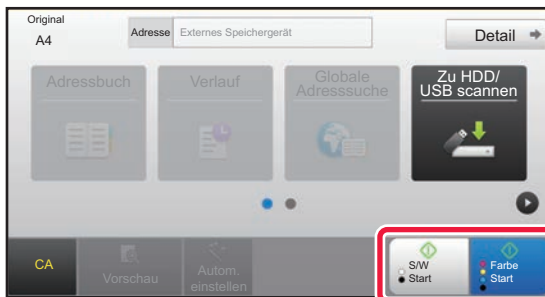 Original
A4
Adresse Externes Speichergerät
Detail
Adressbuch
Verlauf
Globale
Adresssuche
Zu HDD/
USB scannen
CA
Vorschau
Autom.
einstellen
S/W
Start
Farbe
Start